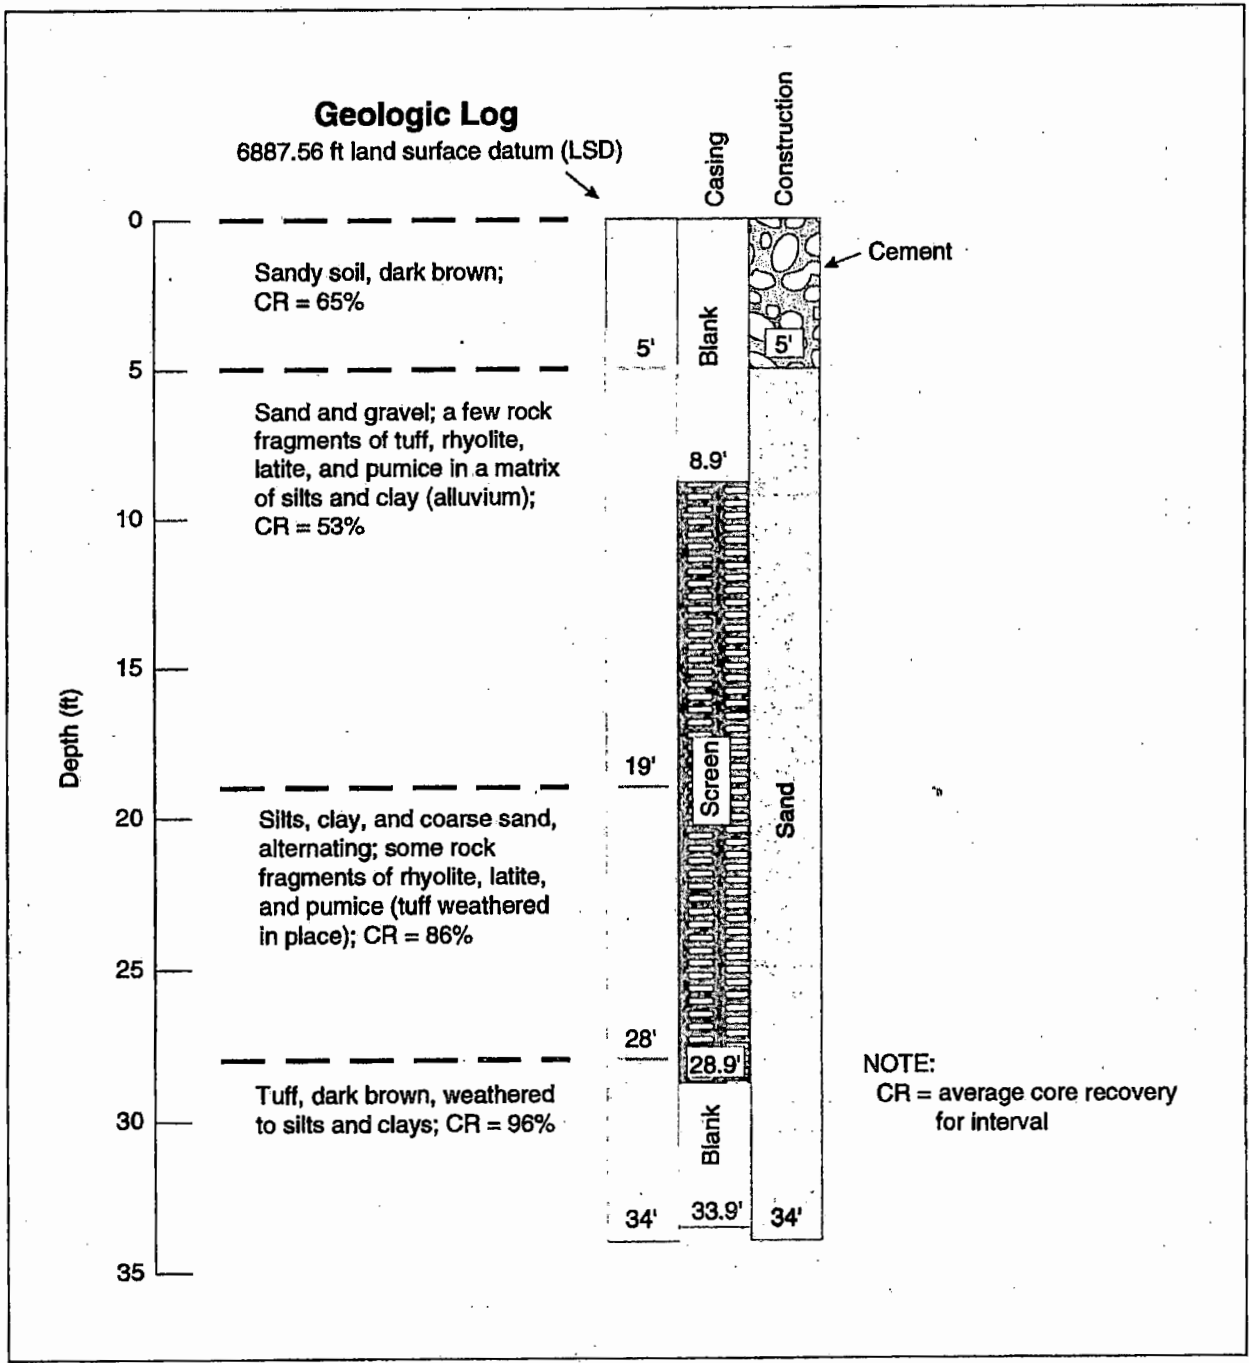 Geologic Log
6887.56 ft land surface datum (LSD)
Casing
Construction
0
Sandy soil, dark brown;
CR = 65%
Cement
Blank
5'
5'
5
Sand and gravel; a few rock
fragments of tuff, rhyolite,
latite, and pumice in a matrix
of silts and clay (alluvium);
CR = 53%
8.9'
10
15
Depth (ft)
19'
Screen
Sand
20
Silts, clay, and coarse sand,
alternating; some rock
fragments of rhyolite, latite,
and pumice (tuff weathered
in place); CR = 86%
25
28'
28.9'
Tuff, dark brown, weathered
to silts and clays; CR = 96%
30
Blank
NOTE:
CR = average core recovery
for interval
34'
33.9'
34'
35